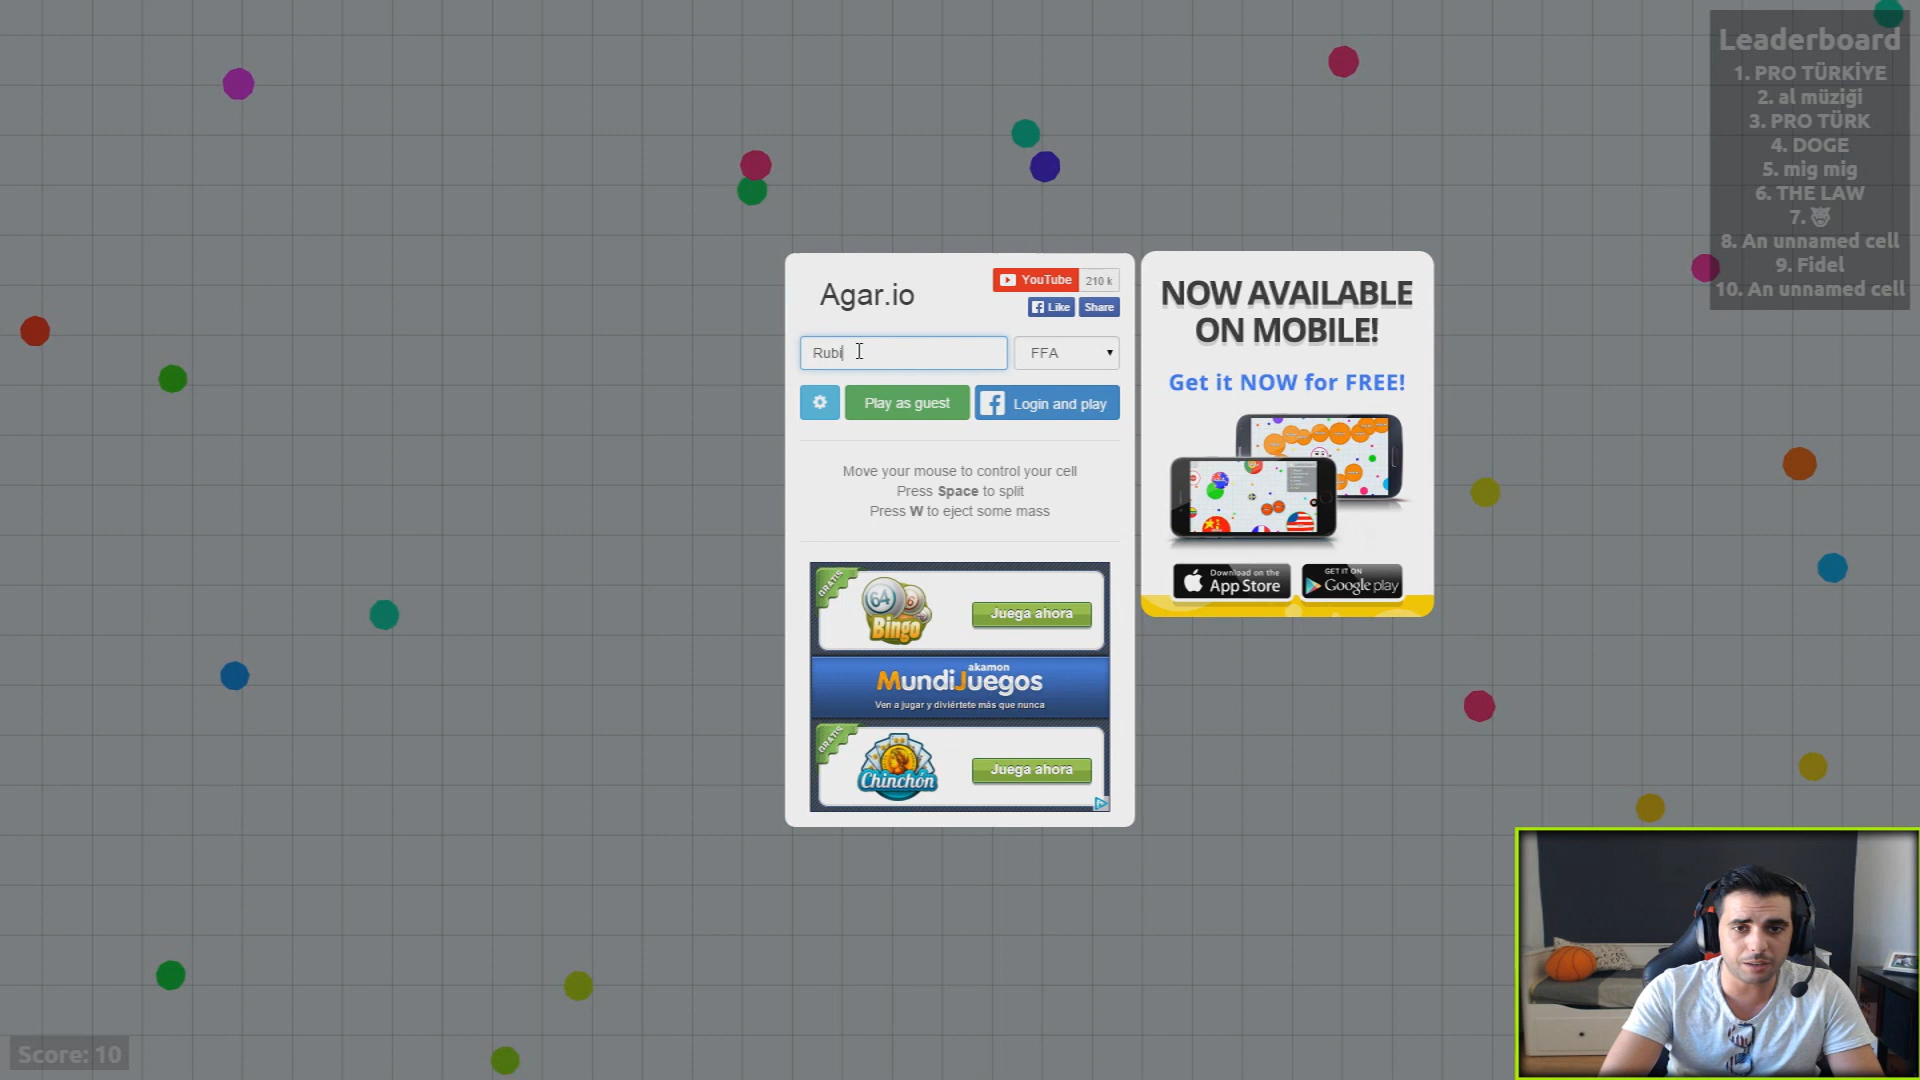 Leaderboard
1. PRO TÜRKİYE
2. al müziği
3. PRO TÜRK
4. DOGE
5. mig mig
6. THE LAW
7.
8. An unnamed cell
9. Fidel
10. An unnamed cell
Agar.io
YouTube 210 k
Like Share
Rubi
FFA
Play as guest
Login and play
Move your mouse to control your cell
Press Space to split
Press W to eject some mass
GRATIS
64 6
Bingo
Juega ahora
akamon
MundiJuegos
Ven a jugar y diviértete más que nunca
GRATIS
Chinchón
Juega ahora
NOW AVAILABLE
ON MOBILE!
Get it NOW for FREE!
Download on the
App Store
GET IT ON
Google play
Score: 10